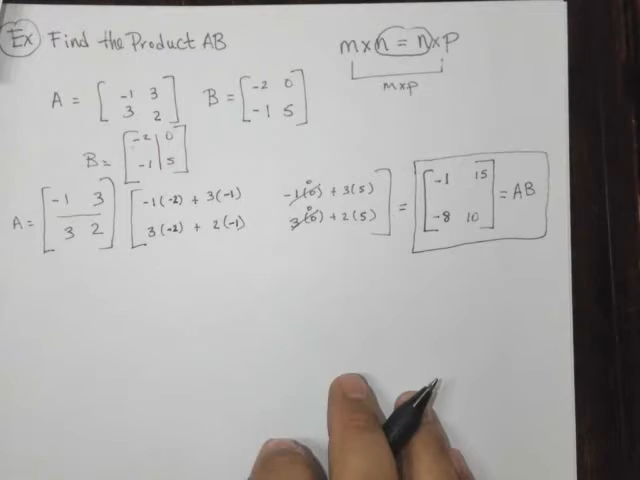 Ex Find the Product AB
m×n = n×p
m×p
A = [ -1 3
3 2 ] B = [ -2 0
-1 5 ]
B = [ -2 | 0
-1 | 5 ]
A = [ -1 3
3 2 ] [ -1(-2) + 3(-1) -1(0) + 3(5)
3(-2) + 2(-1) 3(0) + 2(5) ] = [ -1 15
-8 10 ] = AB